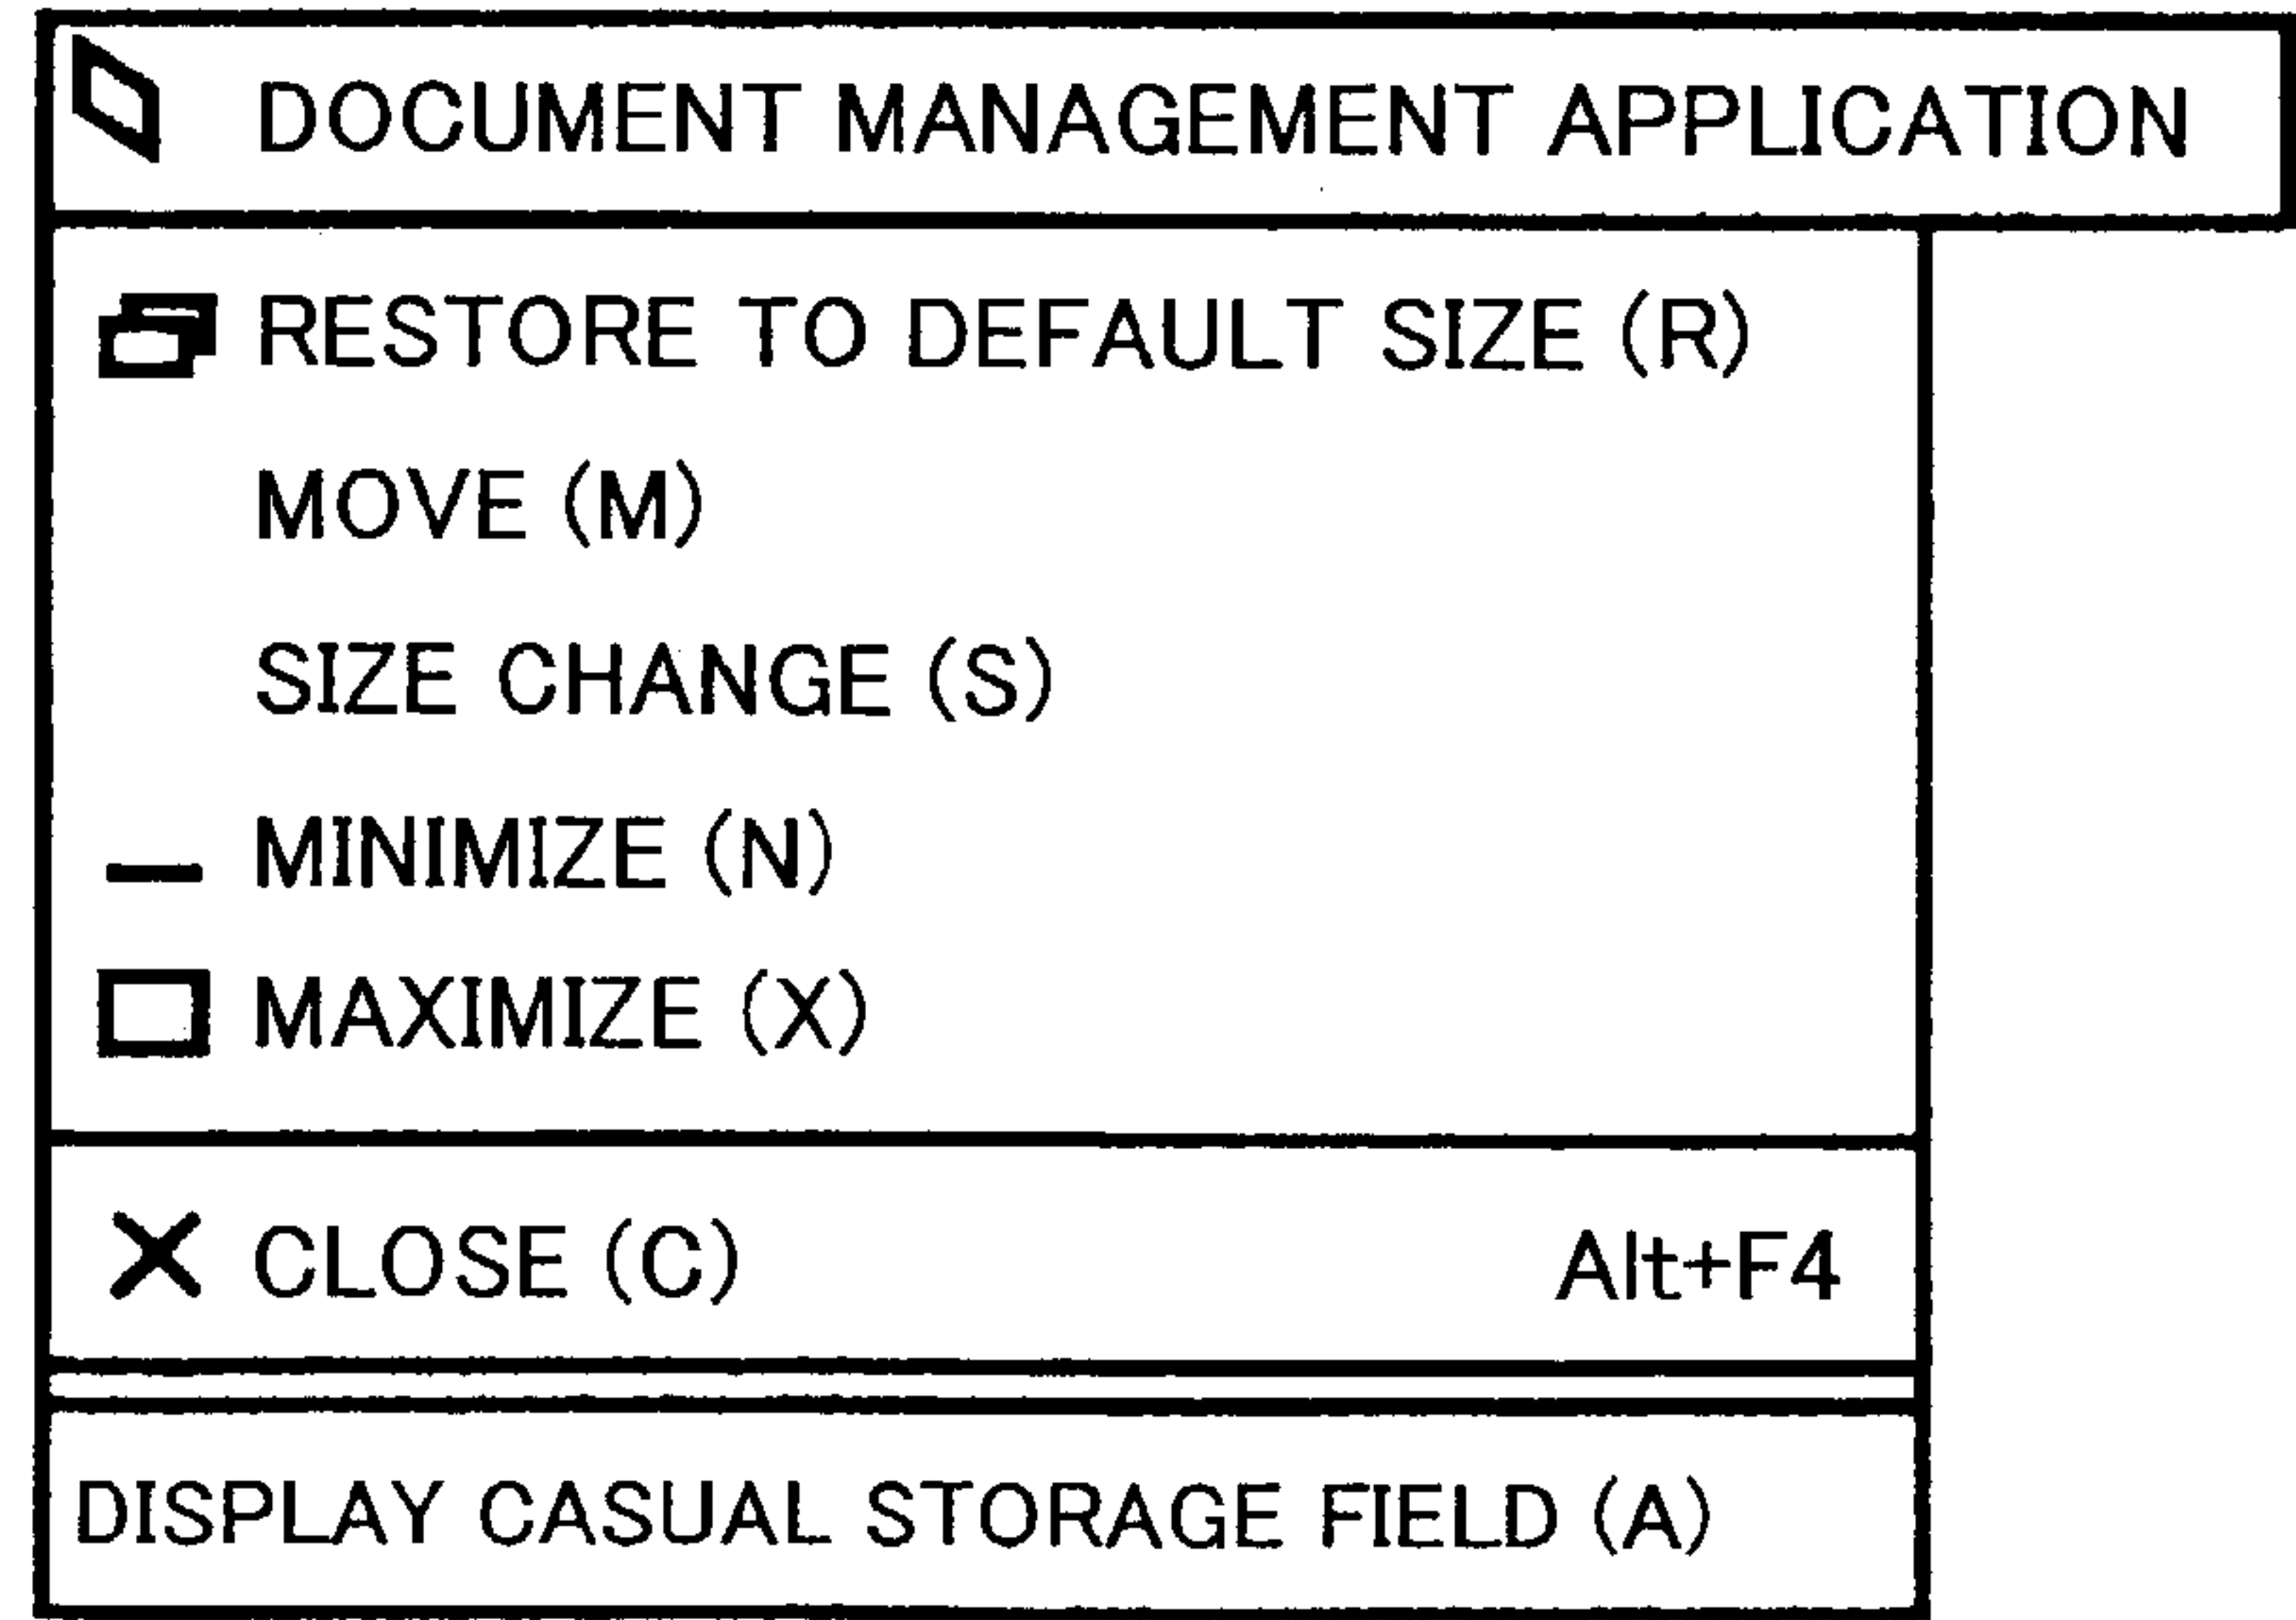 DOCUMENT MANAGEMENT APPLICATION
RESTORE TO DEFAULT SIZE (R)
MOVE (M)
SIZE CHANGE (S)
MINIMIZE (N)
MAXIMIZE (X)
CLOSE (C) Alt+F4
DISPLAY CASUAL STORAGE FIELD (A)